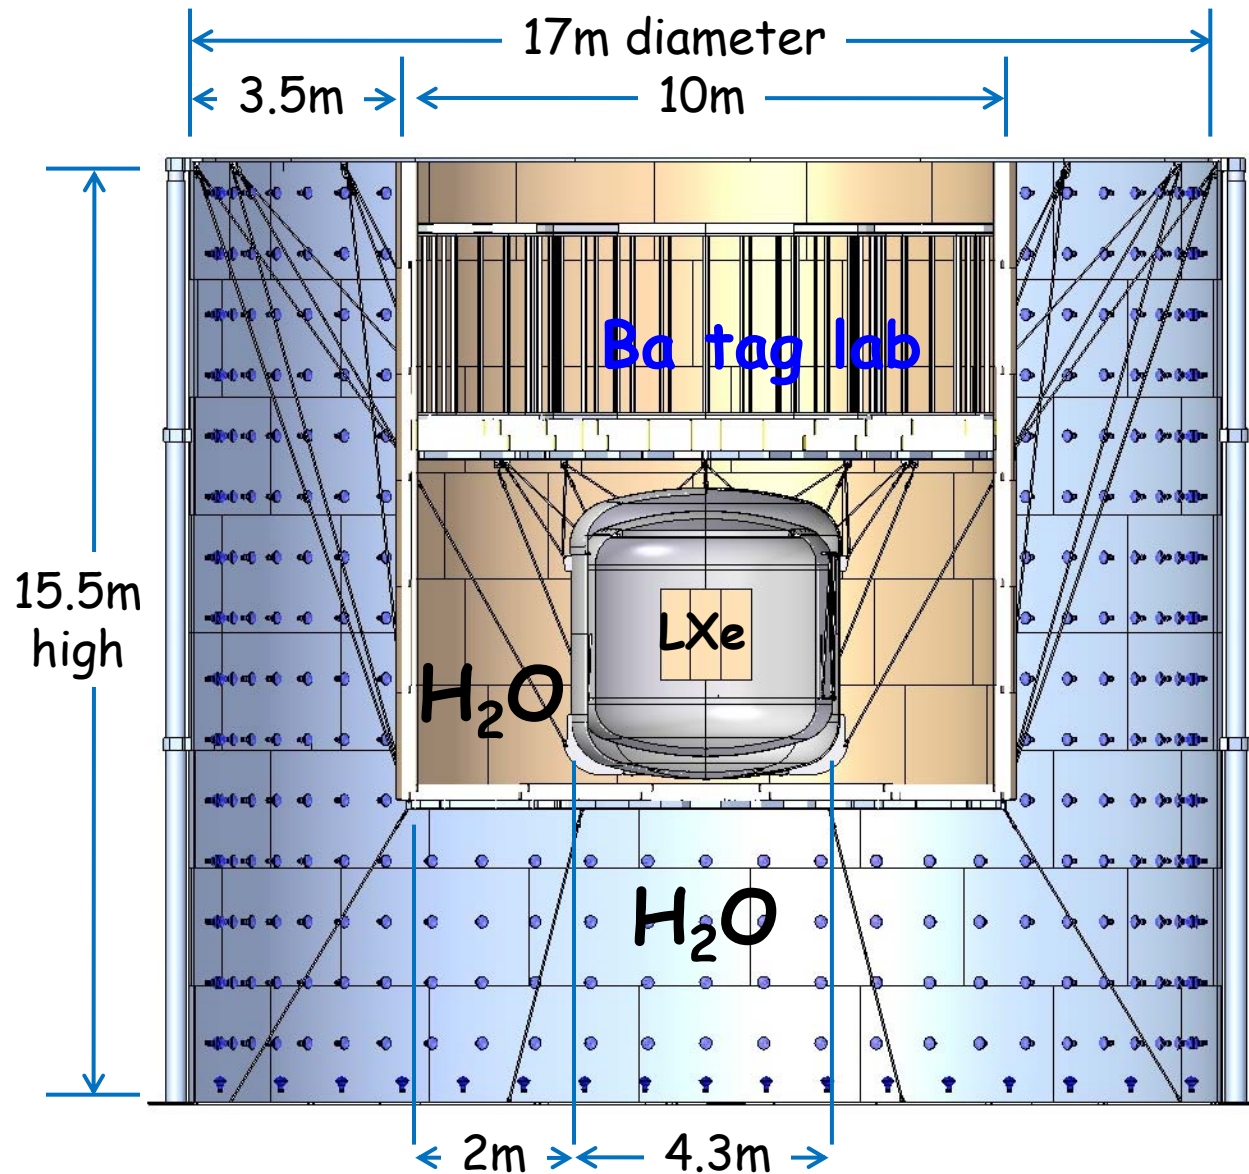 17m diameter
3.5m
10m
Ba tag lab
15.5m
high
LXe
H₂O
H₂O
2m
4.3m